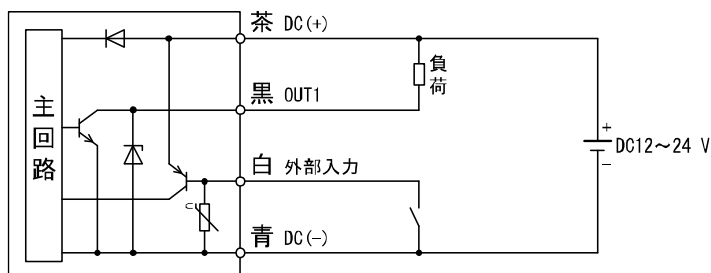 茶 DC(+)
主回路
負荷
黒 OUT1
+
DC12～24 V
−
白 外部入力
青 DC(−)